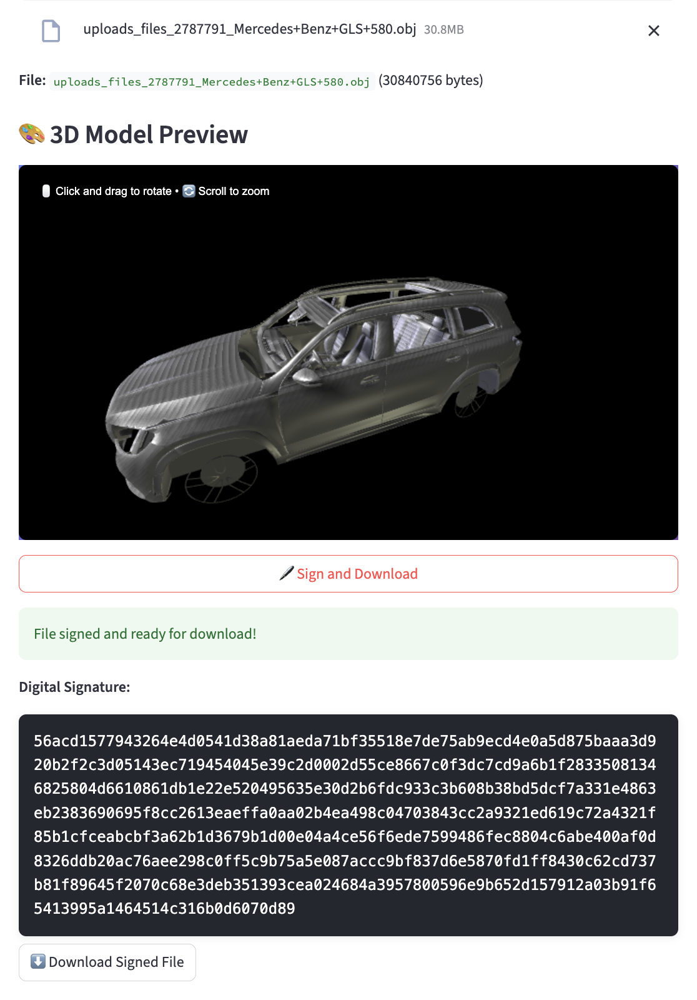 uploads_files_2787791_Mercedes+Benz+GLS+580.obj 30.8MB
File: uploads_files_2787791_Mercedes+Benz+GLS+580.obj (30840756 bytes)
3D Model Preview
Click and drag to rotate • Scroll to zoom
Sign and Download
File signed and ready for download!
Digital Signature:
56acd1577943264e4d0541d38a81aeda71bf35518e7de75ab9ecd4e0a5d875baaa3d9
20b2f2c3d05143ec719454045e39c2d0002d55ce8667c0f3dc7cd9a6b1f2833508134
6825804d6610861db1e22e520495635e30d2b6fdc933c3b608b38bd5dcf7a331e4863
eb2383690695f8cc2613eaeffa0aa02b4ea498c04703843cc2a9321ed619c72a4321f
85b1cfceabcbf3a62b1d3679b1d00e04a4ce56f6ede7599486fec8804c6abe400af0d
8326ddb20ac76aee298c0ff5c9b75a5e087accc9bf837d6e5870fd1ff8430c62cd737
b81f89645f2070c68e3deb351393cea024684a3957800596e9b652d157912a03b91f6
5413995a1464514c316b0d6070d89
Download Signed File